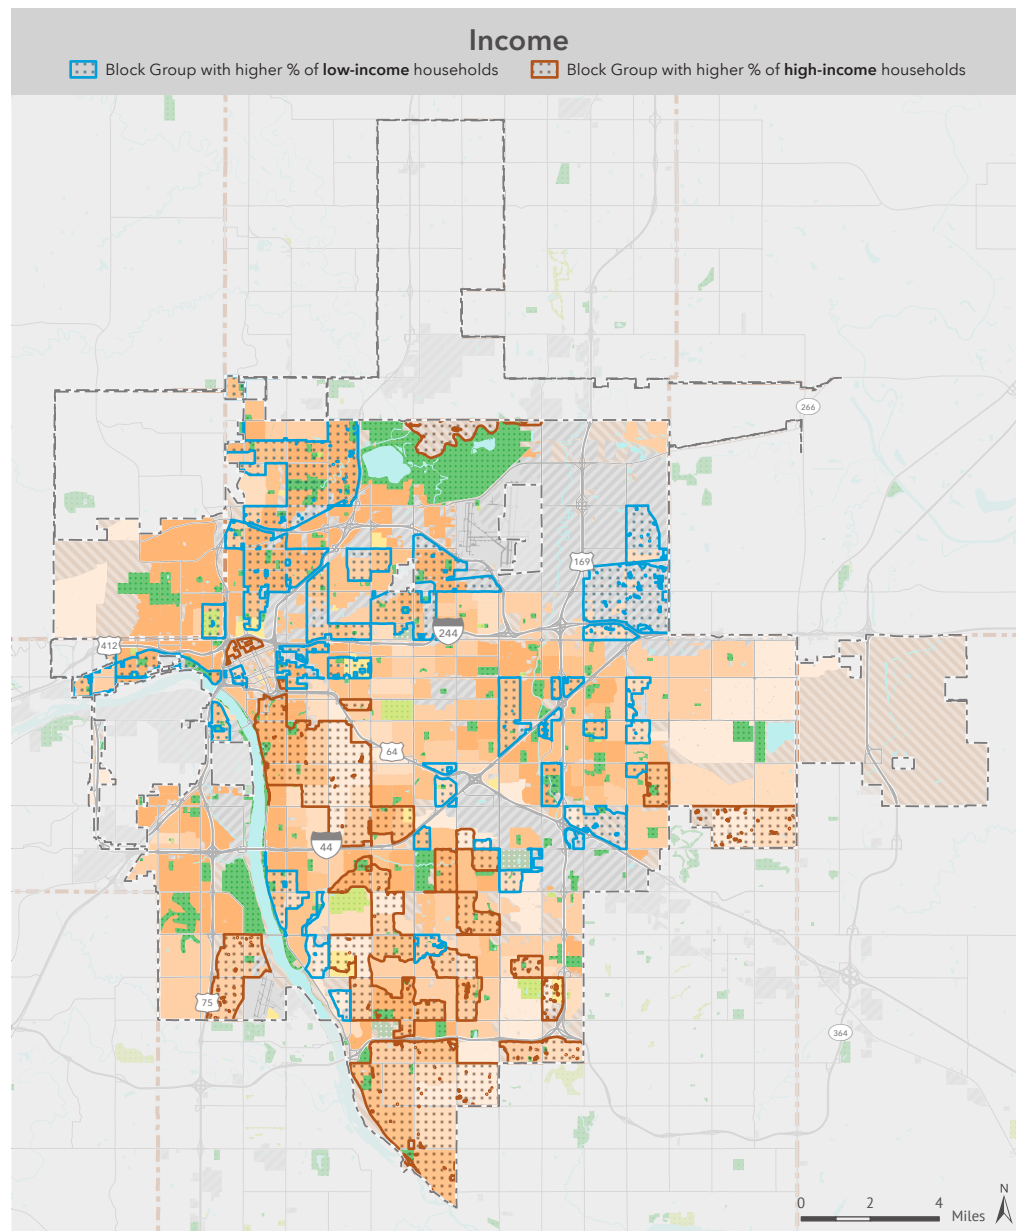 Income
Block Group with higher % of low-income households
Block Group with higher % of high-income households
266
169
244
412
64
44
75
364
N
0 2 4
Miles